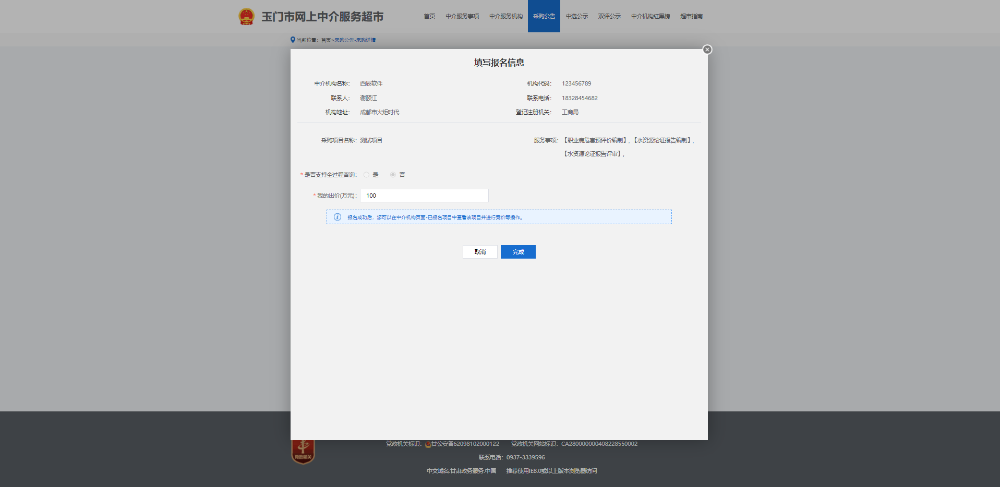 玉门市网上中介服务超市
首页 中介服务事项 中介服务机构 采购公告 中选公示 双评公示 中介机构红黑榜 超市指南
当前位置：首页>采购公告-采购详情
填写报名信息
中介机构名称： 西辰软件 机构代码： 123456789
联系人： 谢颐江 联系电话： 18328454682
机构地址： 成都市火炬时代 登记注册机关： 工商局
采购项目名称：测试项目 服务事项：【职业病危害预评价编制】,【水资源论证报告编制】,
【水资源论证报告评审】,
* 是否支持全过程咨询： 是 否
* 我的出价(万元)： 100
报名成功后，您可以在中介机构页面-已报名项目中查看该项目并进行竞价等操作。
取消 完成
党政机关
党政机关标识：甘公安备62098102000122 党政机关网站标识：CA280000000408228550002
联系电话：0937-3339596
中文域名:甘肃政务服务.中国 推荐使用IE8.0或以上版本浏览器访问